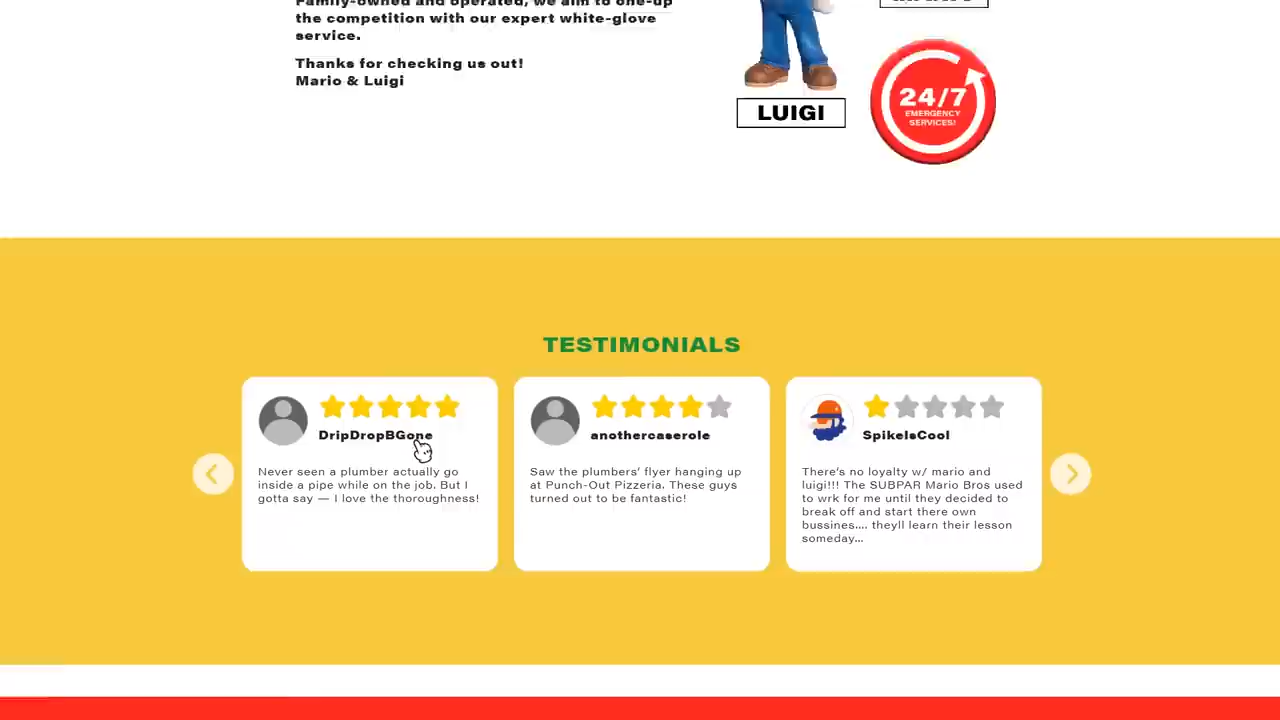 Family-owned and operated, we aim to one-up
the competition with our expert white-glove
service.
Thanks for checking us out!
Mario & Luigi
LUIGI
24/7
EMERGENCY
SERVICES!
TESTIMONIALS
DripDropBGone
Never seen a plumber actually go
inside a pipe while on the job. But I
gotta say — I love the thoroughness!
anothercaserole
Saw the plumbers’ flyer hanging up
at Punch-Out Pizzeria. These guys
turned out to be fantastic!
SpikeIsCool
There’s no loyalty w/ mario and
luigi!!! The SUBPAR Mario Bros used
to wrk for me until they decided to
break off and start there own
bussines.... theyll learn their lesson
someday...